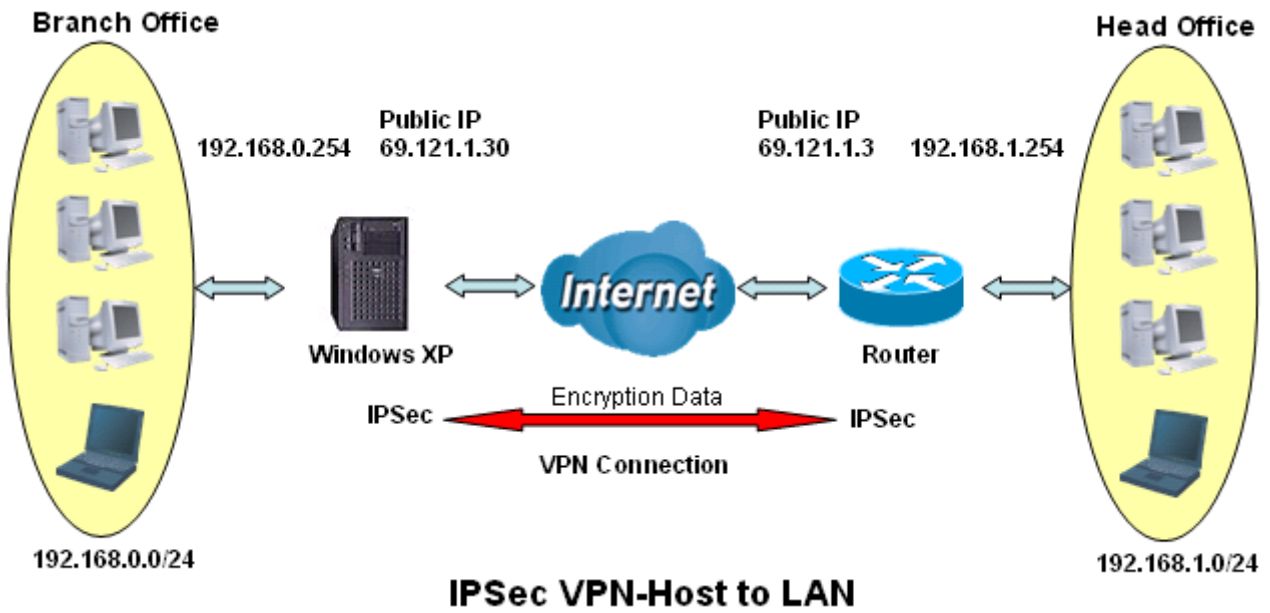 Branch Office
Head Office
Public IP
Public IP
192.168.0.254 69.121.1.30
69.121.1.3 192.168.1.254
Internet
Windows XP
Router
Encryption Data
IPSec
IPSec
VPN Connection
192.168.0.0/24
192.168.1.0/24
IPSec VPN-Host to LAN